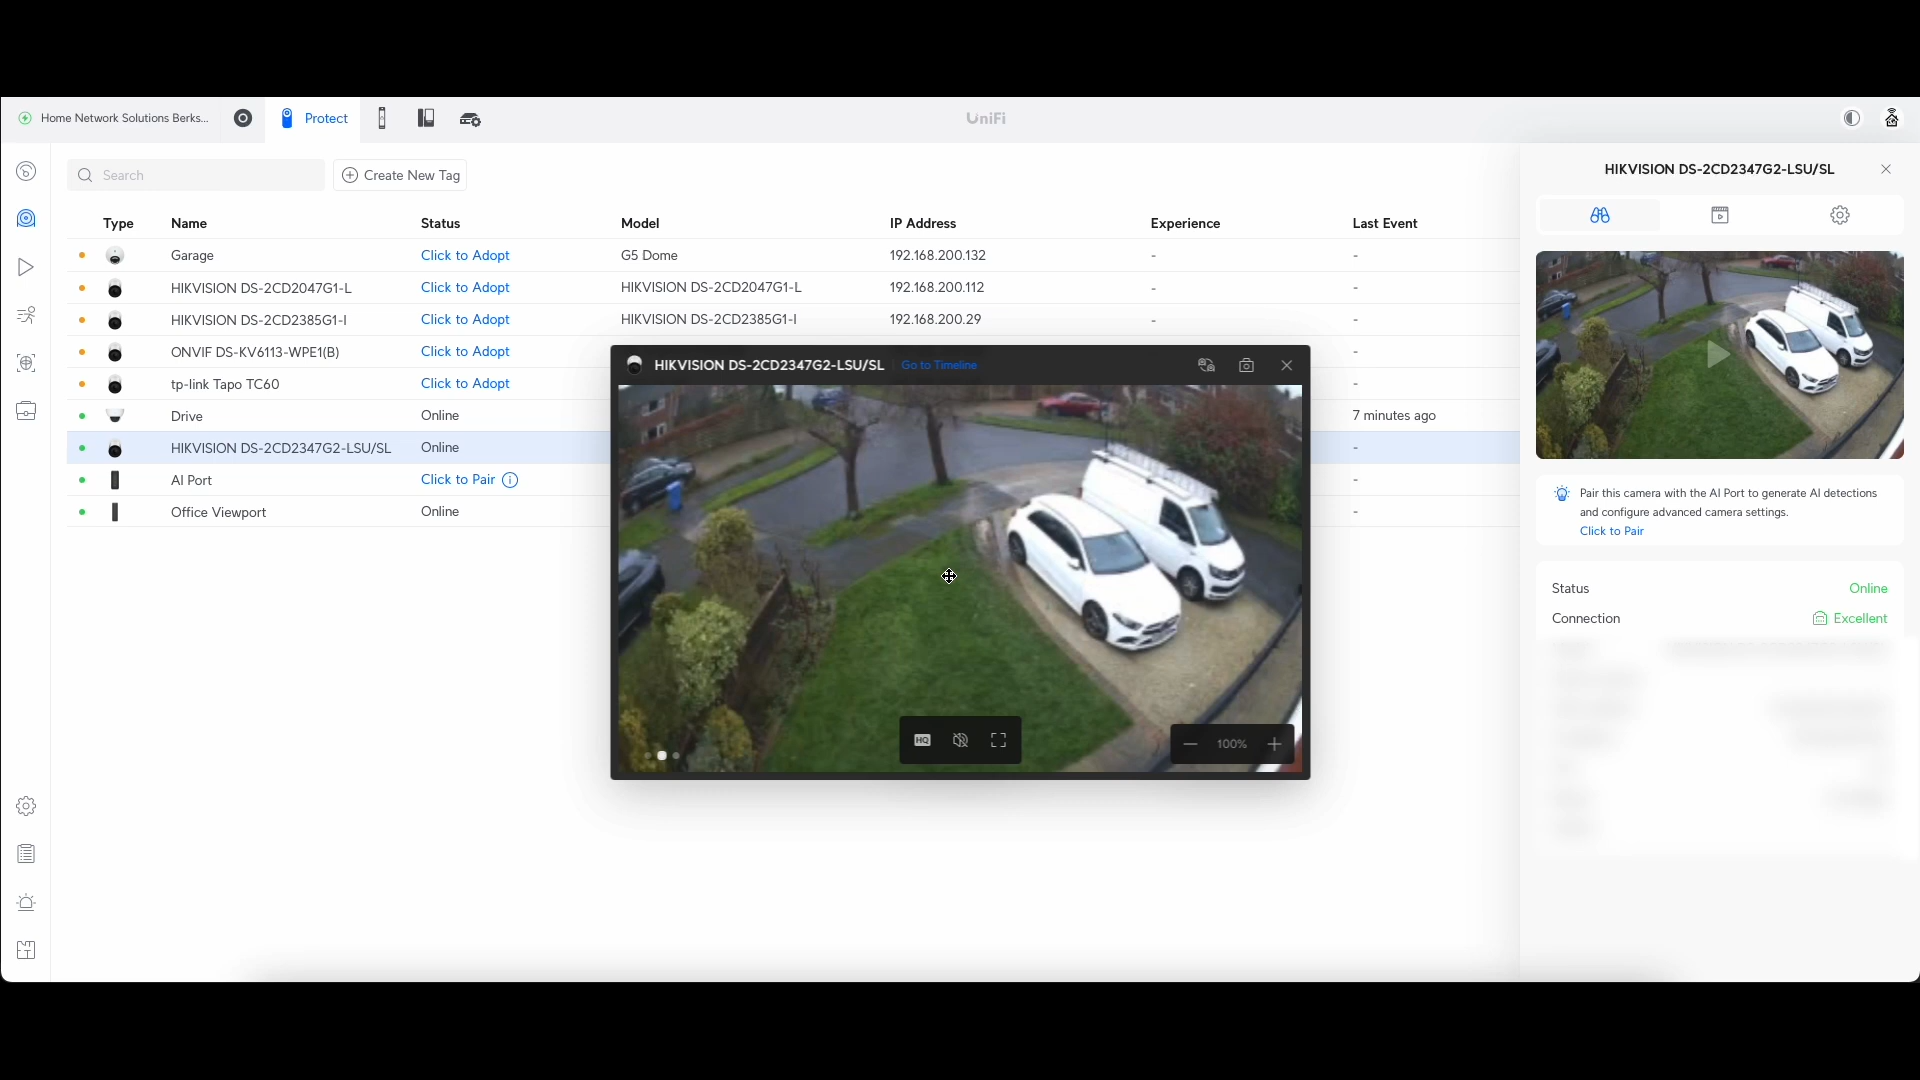 Home Network Solutions Berks...
Protect
UniFi
Search
Create New Tag
Type Name Status Model IP Address Experience Last Event
Garage Click to Adopt G5 Dome 192.168.200.132 - -
HIKVISION DS-2CD2047G1-L Click to Adopt HIKVISION DS-2CD2047G1-L 192.168.200.112 - -
HIKVISION DS-2CD2385G1-I Click to Adopt HIKVISION DS-2CD2385G1-I 192.168.200.29 - -
ONVIF DS-KV6113-WPE1(B) Click to Adopt
tp-link Tapo TC60 Click to Adopt -
Drive Online 7 minutes ago
HIKVISION DS-2CD2347G2-LSU/SL Online -
AI Port Click to Pair -
Office Viewport Online -
HIKVISION DS-2CD2347G2-LSU/SL Go to Timeline
HQ
100%
HIKVISION DS-2CD2347G2-LSU/SL
Pair this camera with the AI Port to generate AI detections
and configure advanced camera settings.
Click to Pair
Status Online
Connection Excellent